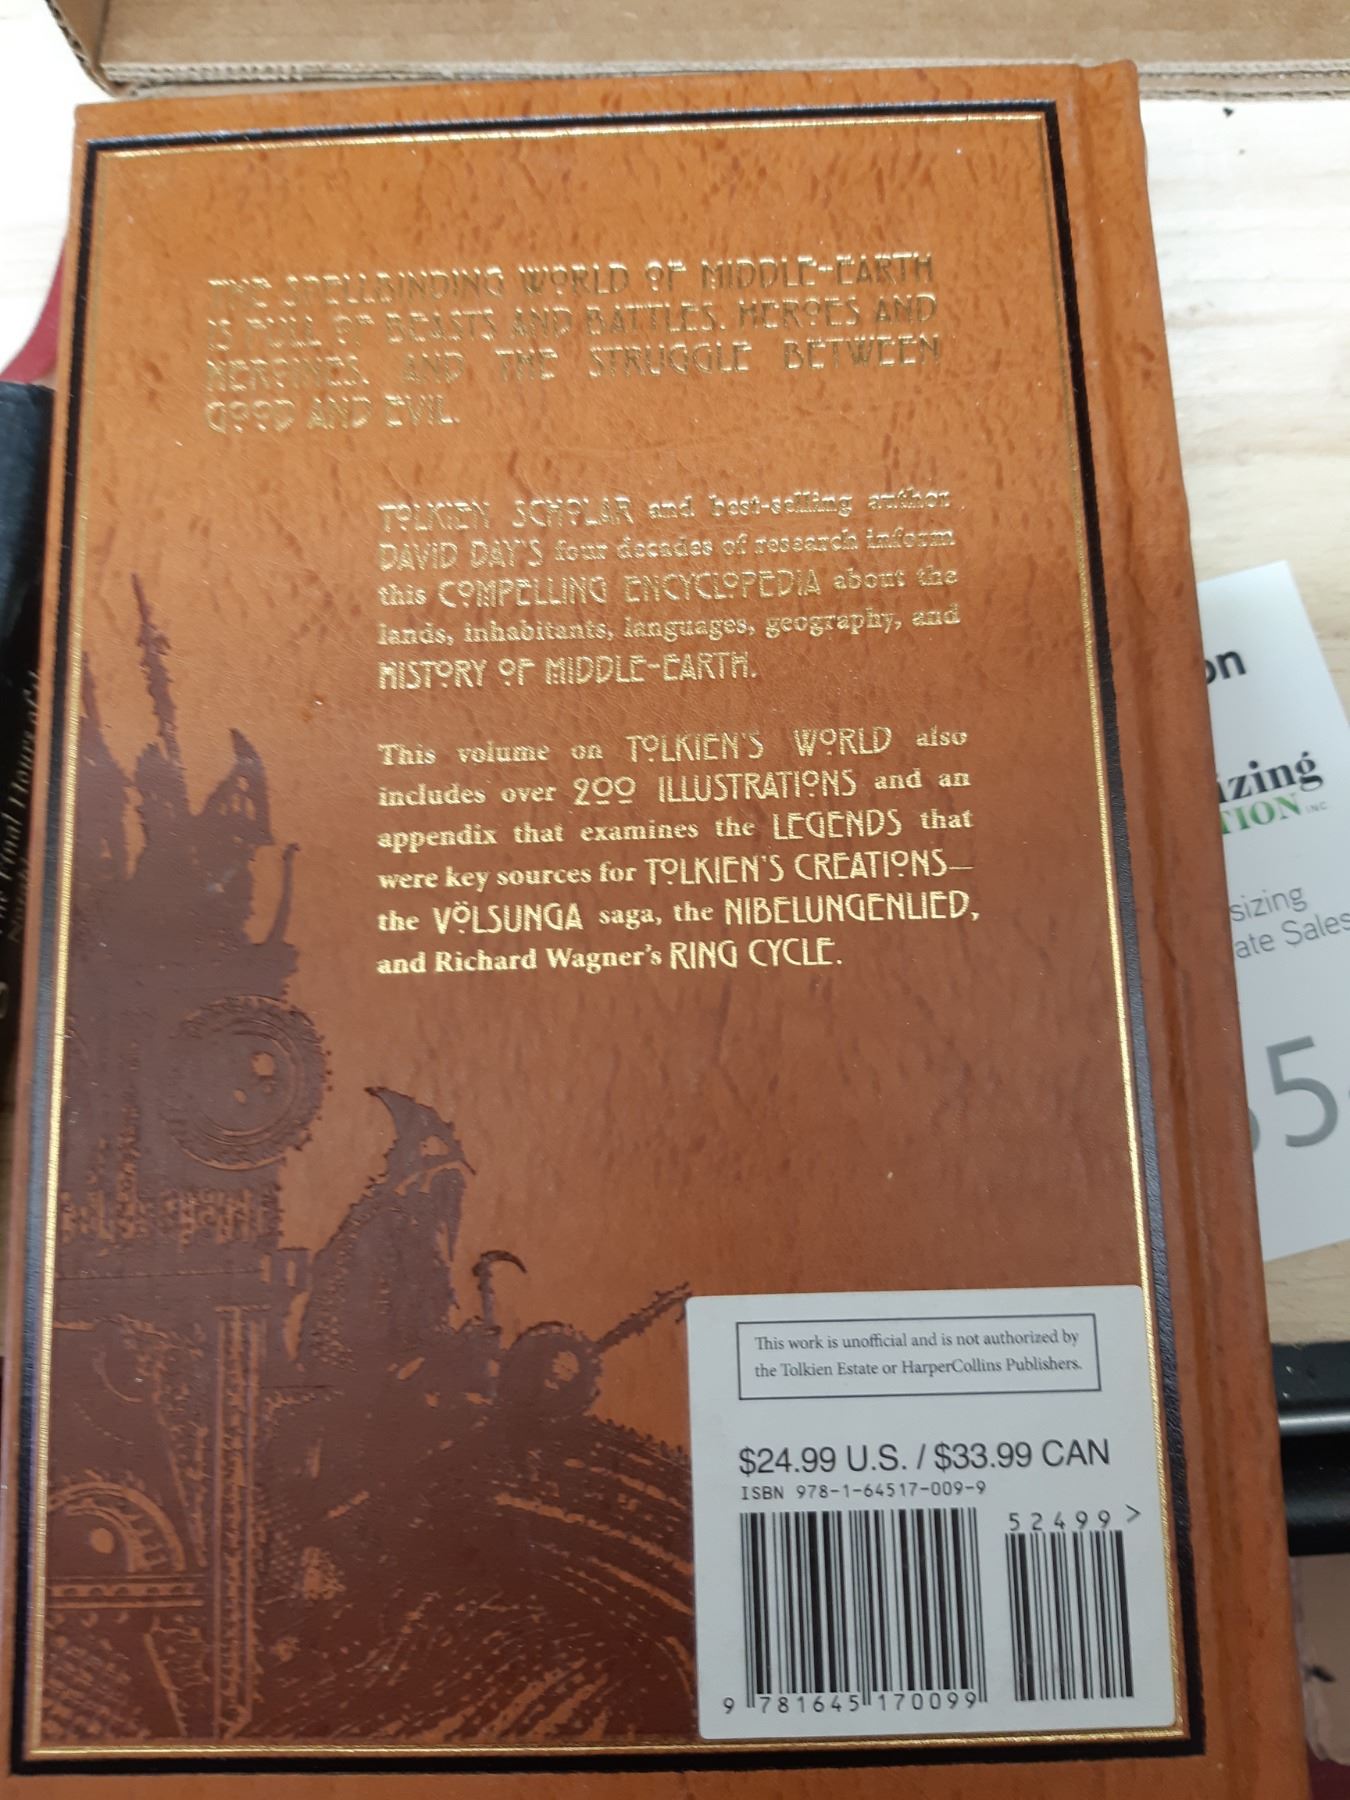 THE SPELLBINDING WORLD OF MIDDLE-EARTH
IS FULL OF BEASTS AND BATTLES, HEROES AND
HEROINES, AND THE STRUGGLE BETWEEN
GOOD AND EVIL.
TOLKIEN SCHOLAR and best-selling author
DAVID DAY'S four decades of research inform
this COMPELLING ENCYCLOPEDIA about the
lands, inhabitants, languages, geography, and
HISTORY OF MIDDLE-EARTH.
This volume on TOLKIEN'S WORLD also
includes over 200 ILLUSTRATIONS and an
appendix that examines the LEGENDS that
were key sources for TOLKIEN'S CREATIONS—
the VÖLSUNGA saga, the NIBELUNGENLIED,
and Richard Wagner's RING CYCLE.
This work is unofficial and is not authorized by
the Tolkien Estate or HarperCollins Publishers.
$24.99 U.S. / $33.99 CAN
ISBN 978-1-64517-009-9
52499>
9 781645 170099
on
izing
TION INC.
sizing
ate Sales
5
The Final Hours of